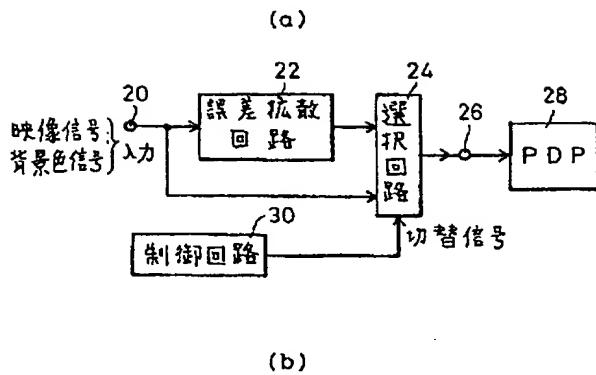 (a)
20
22
24
26
28
映像信号
背景色信号
入力
誤差拡散
回路
選択回路
PDP
30
制御回路
切替信号
(b)